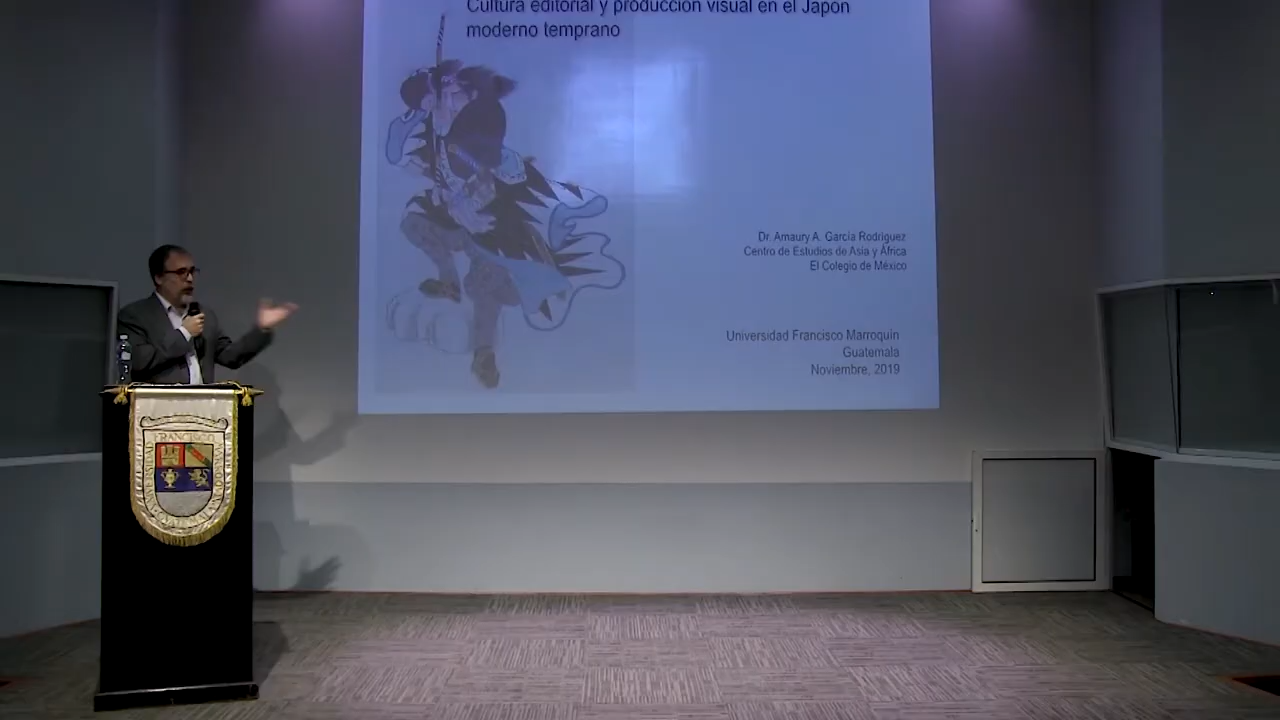 Cultura editorial y producción visual en el Japón
moderno temprano
Dr. Amaury A. García Rodríguez
Centro de Estudios de Asia y África
El Colegio de México
Universidad Francisco Marroquín
Guatemala
Noviembre, 2019
FRANCISCO